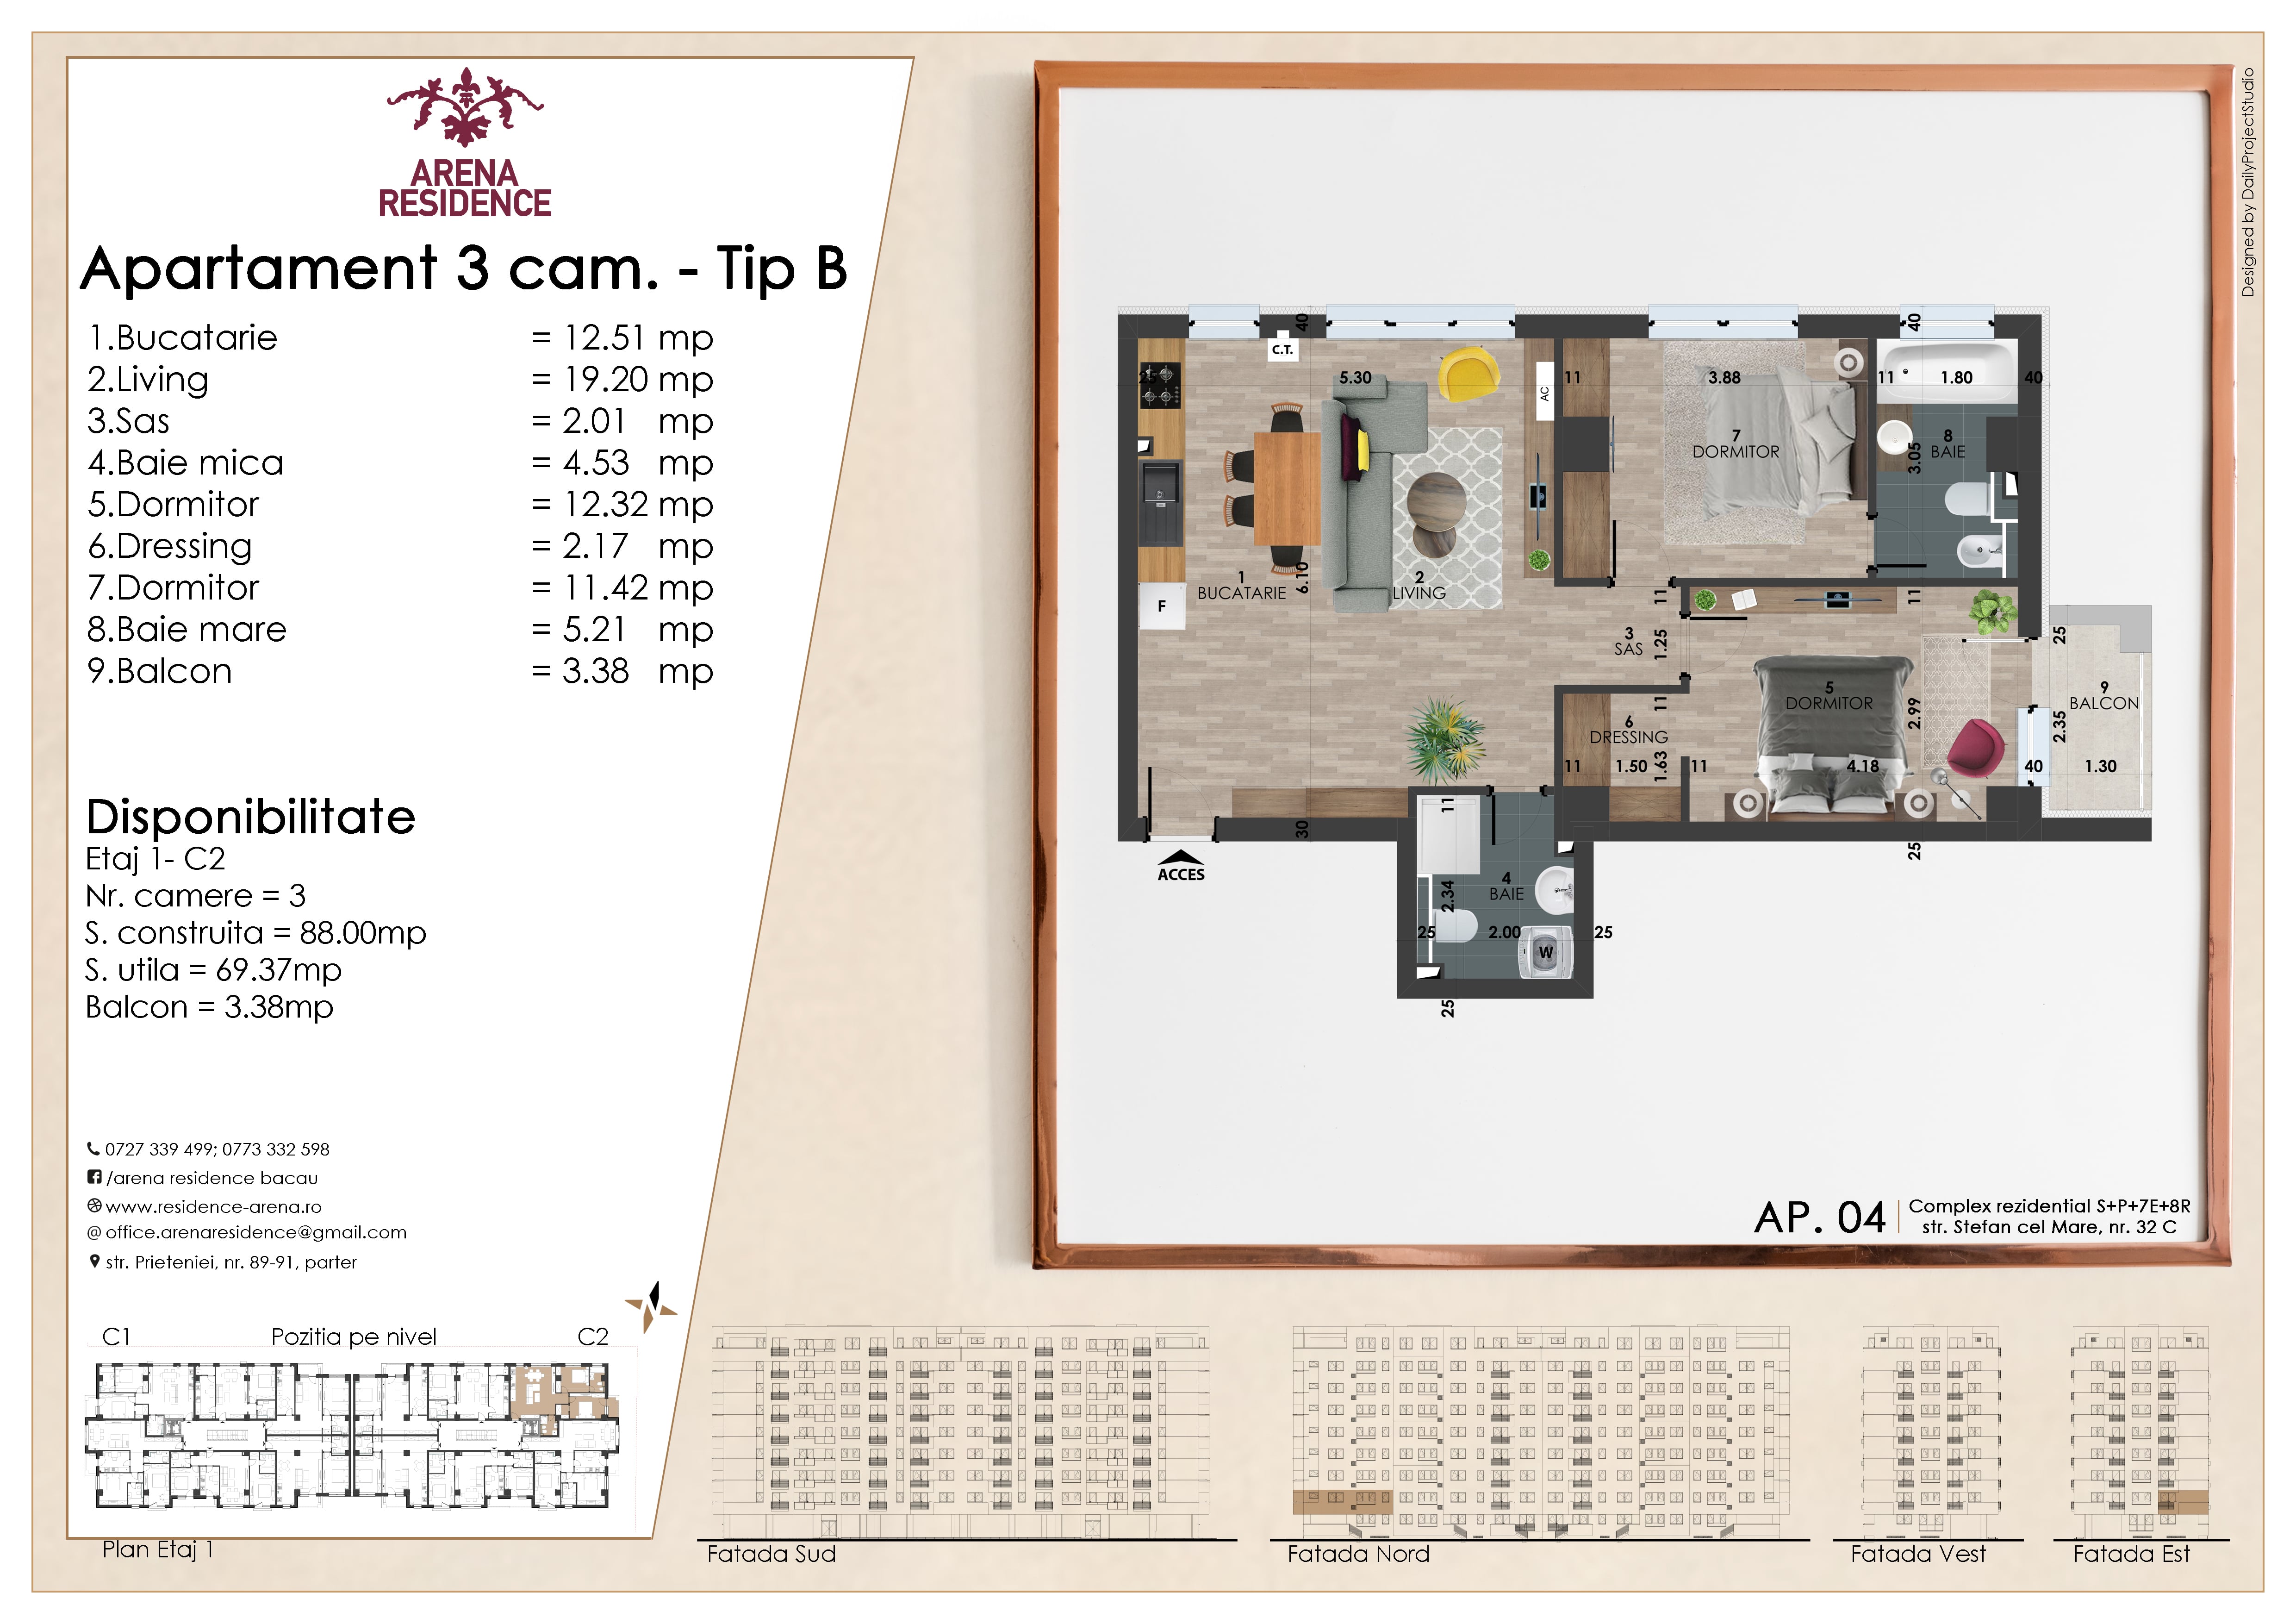 ARENA
RESIDENCE
Apartament 3 cam. - Tip B
1.Bucatarie = 12.51 mp
2.Living = 19.20 mp
3.Sas = 2.01 mp
4.Baie mica = 4.53 mp
5.Dormitor = 12.32 mp
6.Dressing = 2.17 mp
7.Dormitor = 11.42 mp
8.Baie mare = 5.21 mp
9.Balcon = 3.38 mp
Disponibilitate
Etaj 1- C2
Nr. camere = 3
S. construita = 88.00mp
S. utila = 69.37mp
Balcon = 3.38mp
0727 339 499; 0773 332 598
/arena residence bacau
www.residence-arena.ro
@ office.arenaresidence@gmail.com
str. Prieteniei, nr. 89-91, parter
C1 Pozitia pe nivel C2
Plan Etaj 1
Designed by DailyProjectStudio
40
40
C.T.
25
5.30
AC
11
3.88
11
1.80
40
7
DORMITOR
8
BAIE
3.05
1
BUCATARIE
6.10
2
LIVING
F
11
11
3
SAS
1.25
25
5
DORMITOR
2.99
9
BALCON
2.35
11
6
DRESSING
11
1.50
1.63
11
4.18
40
1.30
11
30
25
ACCES
4
BAIE
2.34
25
2.00
25
W
25
AP. 04
Complex rezidential S+P+7E+8R
str. Stefan cel Mare, nr. 32 C
Fatada Sud
Fatada Nord
Fatada Vest
Fatada Est